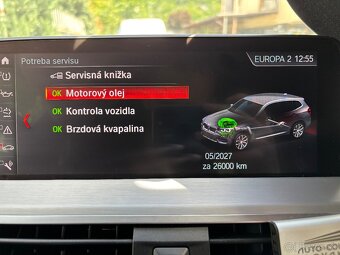 Potreba servisu
EUROPA 2 12:55
Servisná knižka
OK Motorový olej
OK Kontrola vozidla
OK Brzdová kvapalina
05/2027
za 26000 km